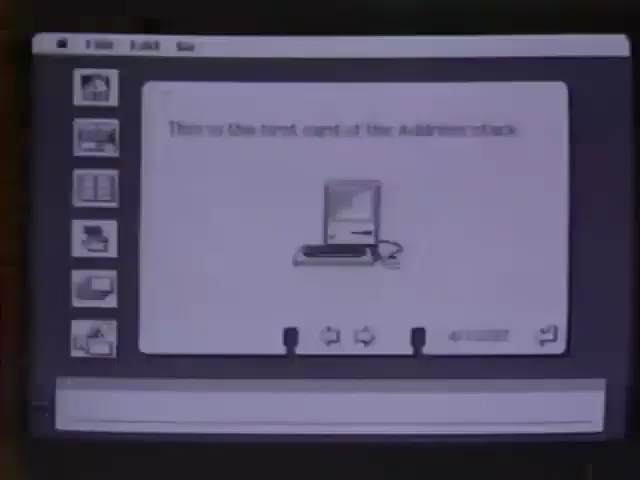 File Edit Go
This is the first card of the Address stack